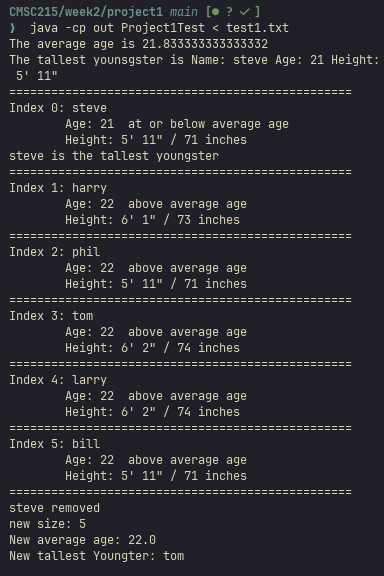 CMSC215/week2/project1 main [● ? ✓ ]
❯ java -cp out Project1Test < test1.txt
The average age is 21.833333333333332
The tallest younsgster is Name: steve Age: 21 Height:
5' 11"
=================================================
Index 0: steve
Age: 21  at or below average age
Height: 5' 11" / 71 inches
steve is the tallest youngster
=================================================
Index 1: harry
Age: 22  above average age
Height: 6' 1" / 73 inches
=================================================
Index 2: phil
Age: 22  above average age
Height: 5' 11" / 71 inches
=================================================
Index 3: tom
Age: 22  above average age
Height: 6' 2" / 74 inches
=================================================
Index 4: larry
Age: 22  above average age
Height: 6' 2" / 74 inches
=================================================
Index 5: bill
Age: 22  above average age
Height: 5' 11" / 71 inches
=================================================
steve removed
new size: 5
New average age: 22.0
New tallest Youngter: tom